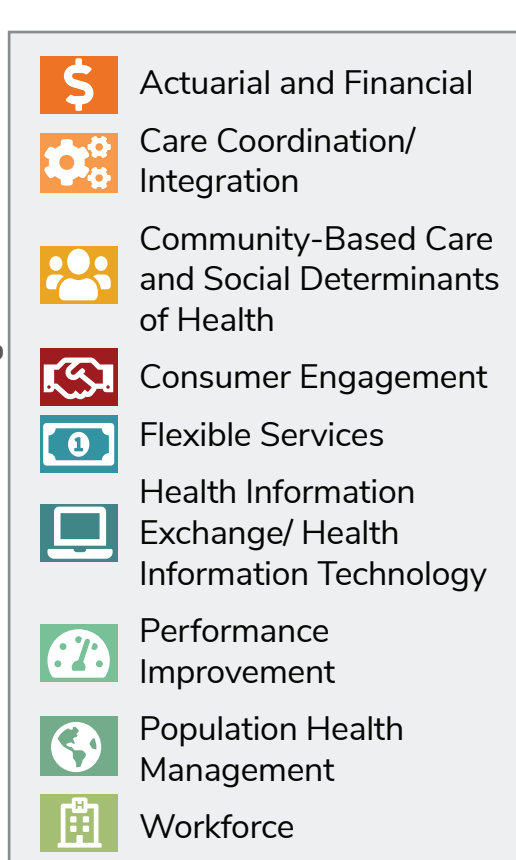 $ Actuarial and Financial
Care Coordination/
Integration
Community-Based Care
and Social Determinants
of Health
Consumer Engagement
1 Flexible Services
Health Information
Exchange/ Health
Information Technology
Performance
Improvement
Population Health
Management
H Workforce